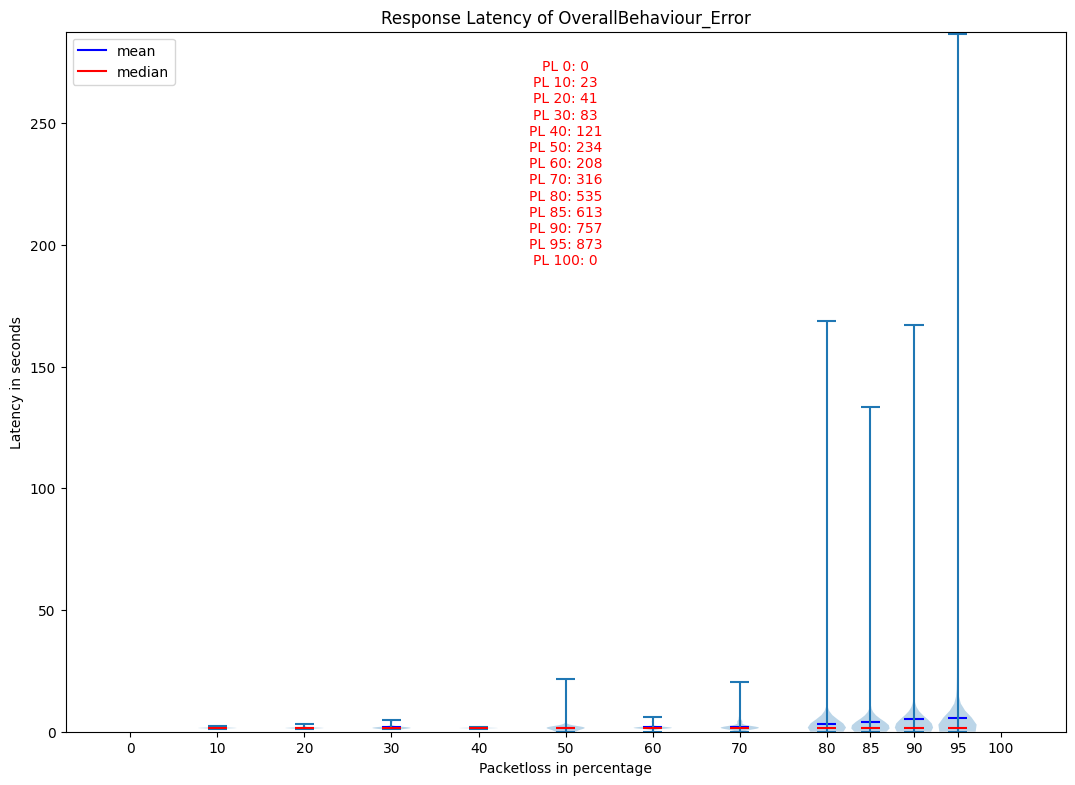 Response Latency of OverallBehaviour_Error
mean
median
PL 0: 0
PL 10: 23
PL 20: 41
PL 30: 83
PL 40: 121
PL 50: 234
PL 60: 208
PL 70: 316
PL 80: 535
PL 85: 613
PL 90: 757
PL 95: 873
PL 100: 0
Latency in seconds
250
200
150
100
50
0
0 10 20 30 40 50 60 70 80 85 90 95 100
Packetloss in percentage